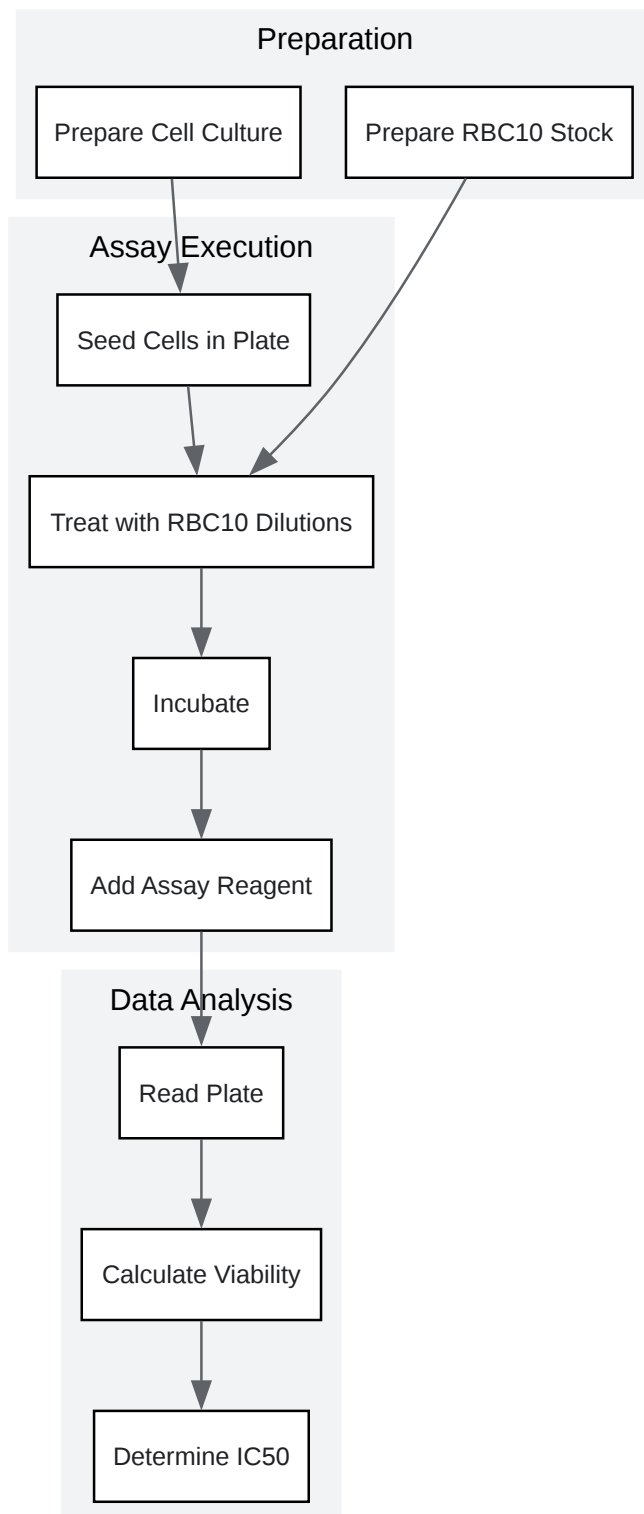 Preparation
Prepare Cell Culture
Prepare RBC10 Stock
Assay Execution
Seed Cells in Plate
Treat with RBC10 Dilutions
Incubate
Add Assay Reagent
Data Analysis
Read Plate
Calculate Viability
Determine IC50